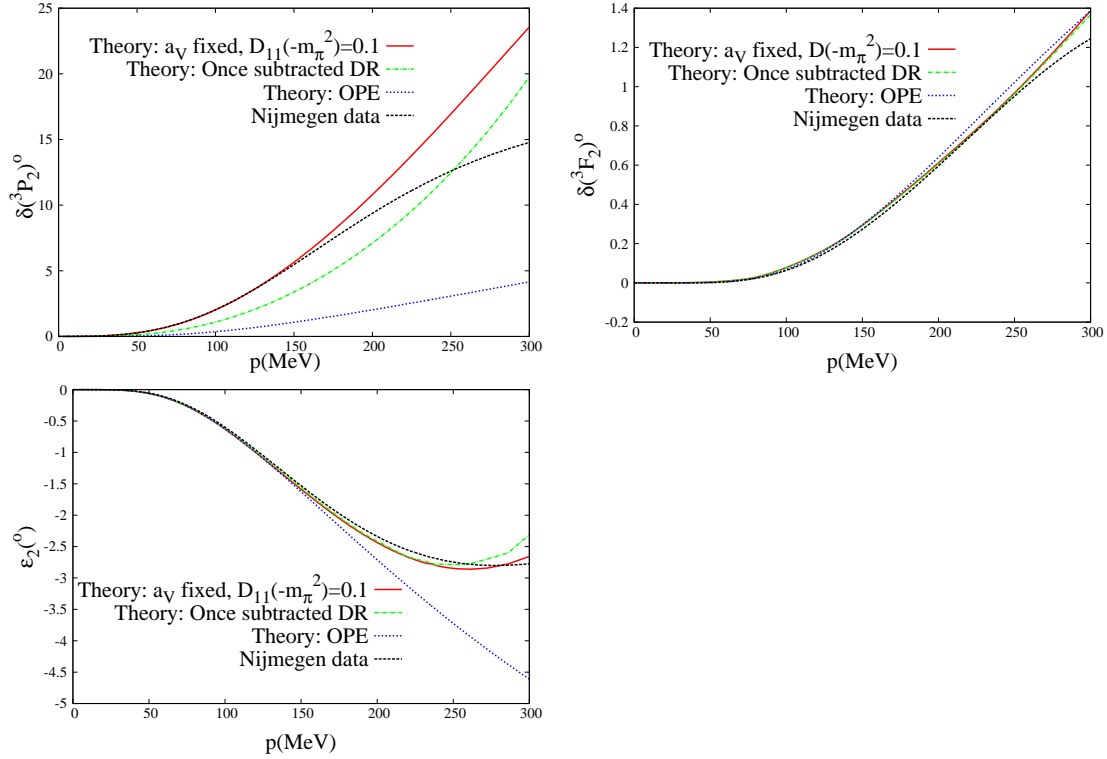 25
20
15
10
5
0
0 50 100 150 200 250 300
δ(³P₂)ᴼ
p(MeV)
Theory: a_V fixed, D₁₁(-m_π²)=0.1
Theory: Once subtracted DR
Theory: OPE
Nijmegen data
1.4
1.2
1
0.8
0.6
0.4
0.2
0
-0.2
0 50 100 150 200 250 300
δ(³F₂)ᴼ
p(MeV)
Theory: a_V fixed, D(-m_π²)=0.1
Theory: Once subtracted DR
Theory: OPE
Nijmegen data
0
-0.5
-1
-1.5
-2
-2.5
-3
-3.5
-4
-4.5
-5
0 50 100 150 200 250 300
ε₂(ᴼ)
p(MeV)
Theory: a_V fixed, D₁₁(-m_π²)=0.1
Theory: Once subtracted DR
Theory: OPE
Nijmegen data